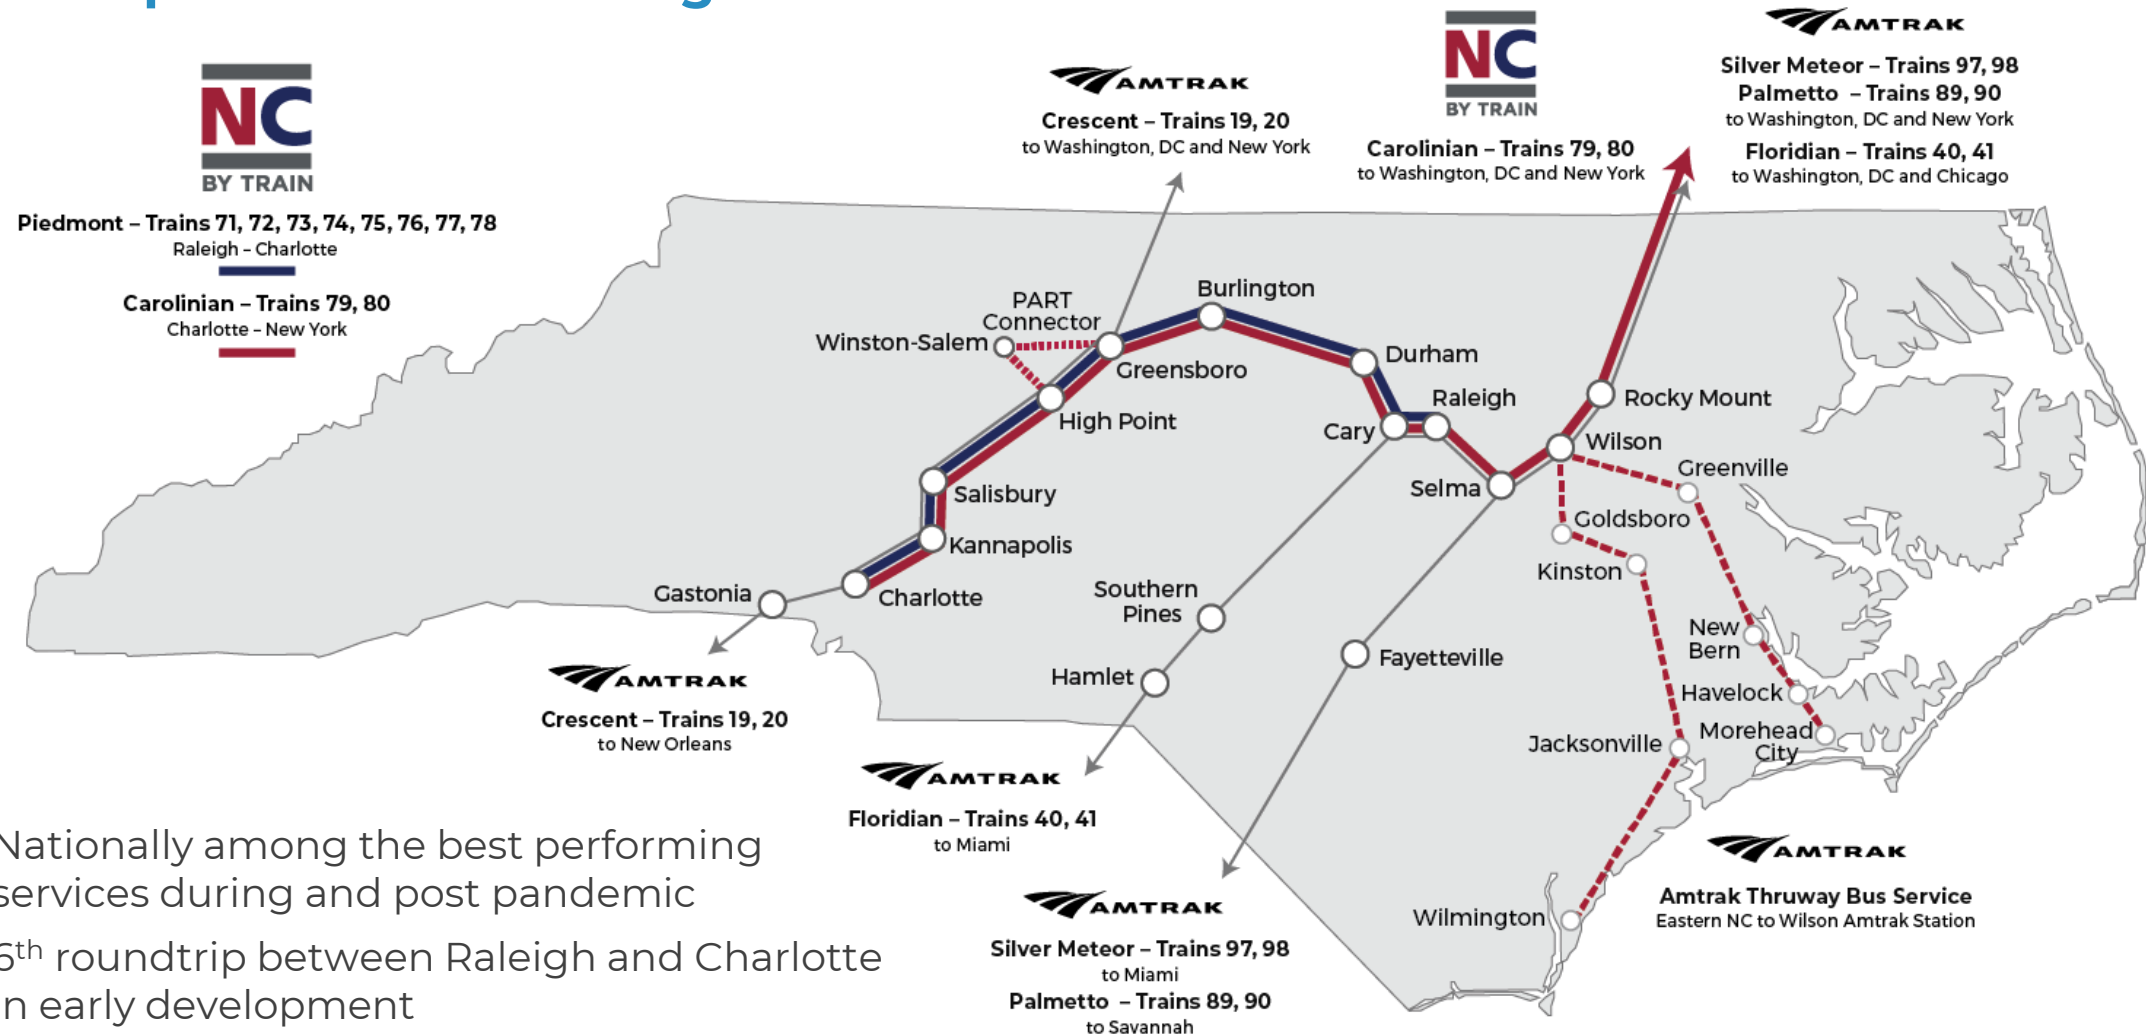 NC
BY TRAIN
Piedmont – Trains 71, 72, 73, 74, 75, 76, 77, 78
Raleigh – Charlotte
Carolinian – Trains 79, 80
Charlotte – New York
AMTRAK
Crescent – Trains 19, 20
to Washington, DC and New York
NC
BY TRAIN
Carolinian – Trains 79, 80
to Washington, DC and New York
AMTRAK
Silver Meteor – Trains 97, 98
Palmetto – Trains 89, 90
to Washington, DC and New York
Floridian – Trains 40, 41
to Washington, DC and Chicago
Burlington
PART
Connector
Winston-Salem
Greensboro
Durham
High Point
Raleigh
Cary
Rocky Mount
Wilson
Greenville
Selma
Salisbury
Goldsboro
Kannapolis
Kinston
Gastonia
Charlotte
Southern
Pines
New
Bern
Fayetteville
Hamlet
Havelock
Morehead
City
Jacksonville
AMTRAK
Crescent – Trains 19, 20
to New Orleans
AMTRAK
Floridian – Trains 40, 41
to Miami
AMTRAK
Silver Meteor – Trains 97, 98
to Miami
Palmetto – Trains 89, 90
to Savannah
Wilmington
AMTRAK
Amtrak Thruway Bus Service
Eastern NC to Wilson Amtrak Station
Nationally among the best performing
services during and post pandemic
6th roundtrip between Raleigh and Charlotte
in early development